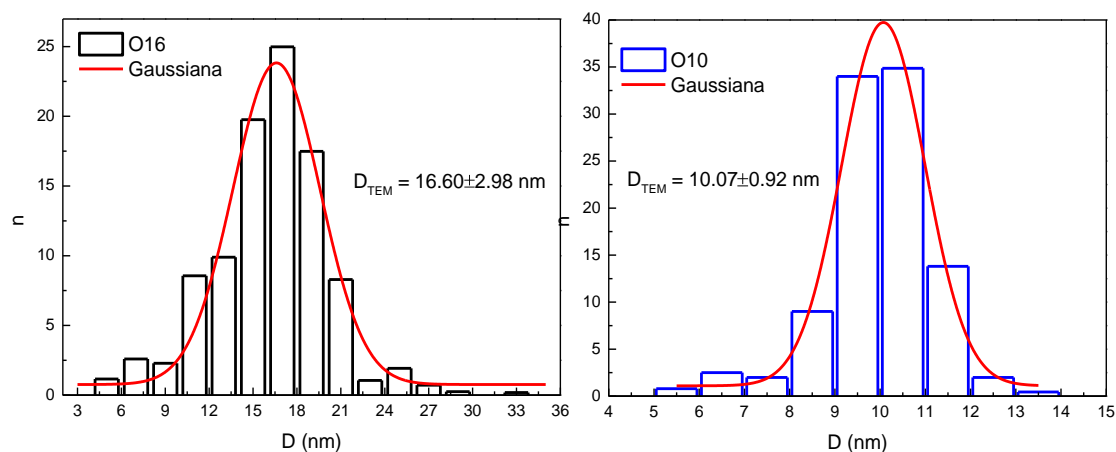 O16
Gaussiana
D_TEM = 16.60±2.98 nm
n
25
20
15
10
5
0
3 6 9 12 15 18 21 24 27 30 33 36
D (nm)
O10
Gaussiana
D_TEM = 10.07±0.92 nm
n
40
35
30
25
20
15
10
5
0
4 5 6 7 8 9 10 11 12 13 14 15
D (nm)